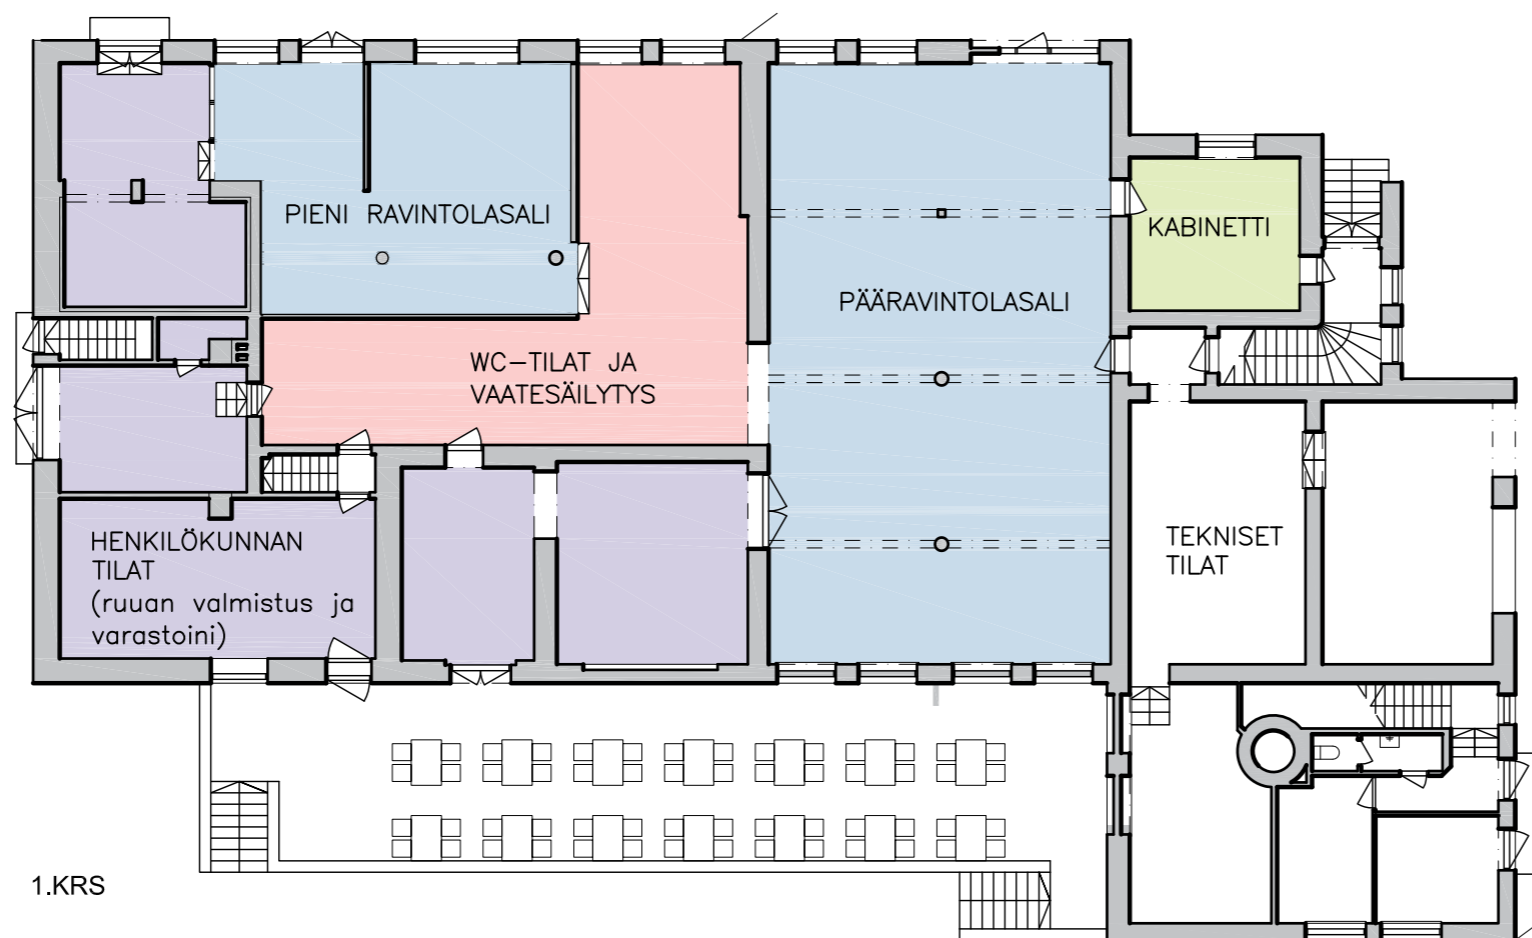 PIENI RAVINTOLASALI
KABINETTI
PÄÄRAVINTOLASALI
WC-TILAT JA
VAATESÄILYTYS
HENKILÖKUNNAN
TILAT
(ruuan valmistus ja
varastoini)
TEKNISET
TILAT
1.KRS